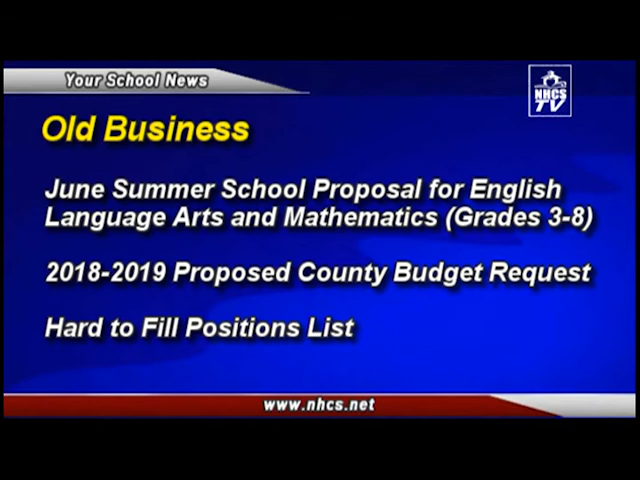 Your School News
NHCS
TV
Old Business
June Summer School Proposal for English
Language Arts and Mathematics (Grades 3-8)
2018-2019 Proposed County Budget Request
Hard to Fill Positions List
www.nhcs.net